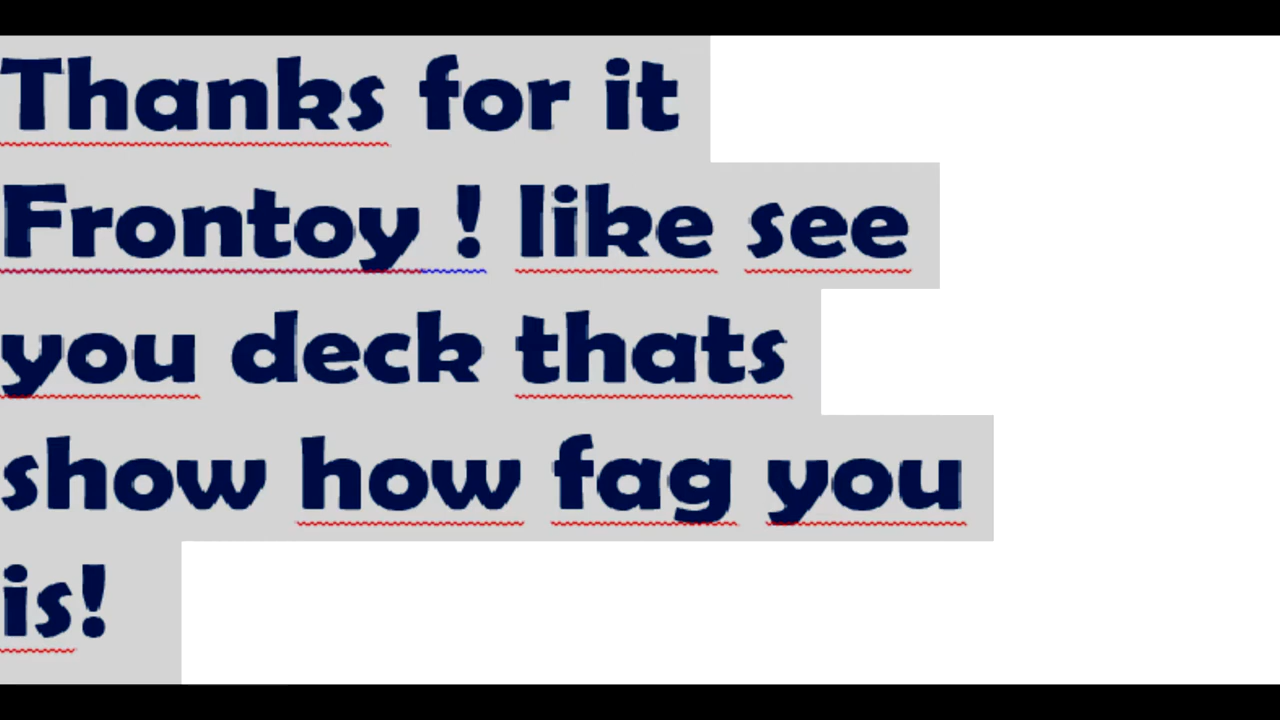 Thanks for it
Frontoy ! like see
you deck thats
show how fag you
is!